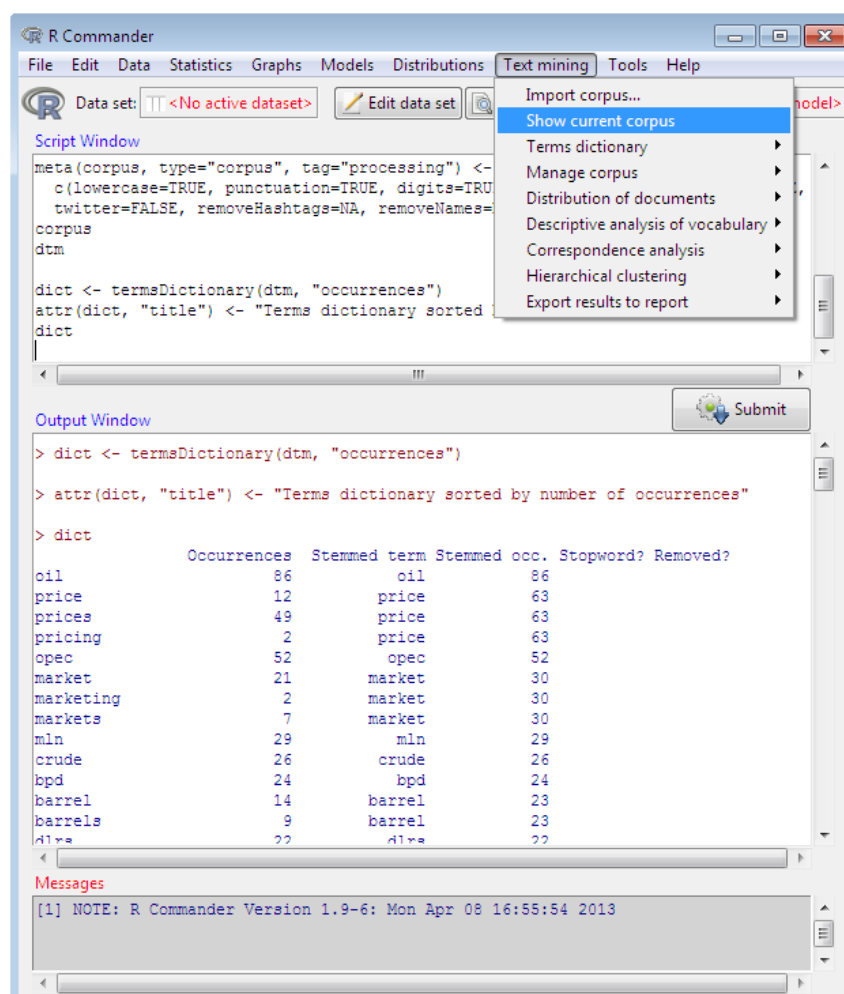 R Commander
File Edit Data Statistics Graphs Models Distributions Text mining Tools Help
Data set: <No active dataset> Edit data set nodel>
Import corpus...
Show current corpus
Terms dictionary
Manage corpus
Distribution of documents
Descriptive analysis of vocabulary
Correspondence analysis
Hierarchical clustering
Export results to report
Script Window
meta(corpus, type="corpus", tag="processing") <-
c(lowercase=TRUE, punctuation=TRUE, digits=TRU
twitter=FALSE, removeHashtags=NA, removeNames=
corpus
dtm
dict <- termsDictionary(dtm, "occurrences")
attr(dict, "title") <- "Terms dictionary sorted
dict
Submit
Output Window
> dict <- termsDictionary(dtm, "occurrences")
> attr(dict, "title") <- "Terms dictionary sorted by number of occurrences"
> dict
Occurrences Stemmed term Stemmed occ. Stopword? Removed?
oil 86 oil 86
price 12 price 63
prices 49 price 63
pricing 2 price 63
opec 52 opec 52
market 21 market 30
marketing 2 market 30
markets 7 market 30
mln 29 mln 29
crude 26 crude 26
bpd 24 bpd 24
barrel 14 barrel 23
barrels 9 barrel 23
dlrs 22 dlrs 22
Messages
[1] NOTE: R Commander Version 1.9-6: Mon Apr 08 16:55:54 2013